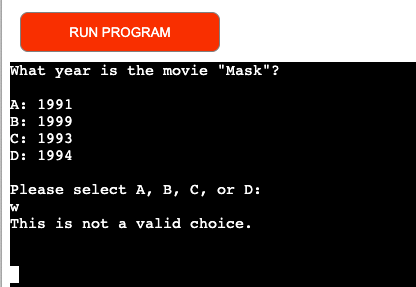 RUN PROGRAM
What year is the movie "Mask"?
A: 1991
B: 1999
C: 1993
D: 1994
Please select A, B, C, or D:
w
This is not a valid choice.